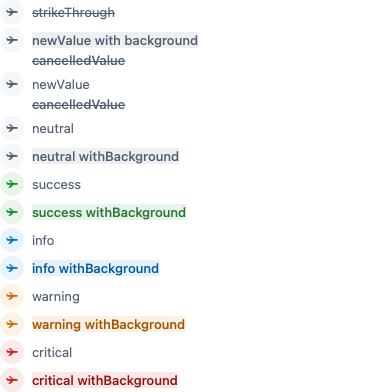 strikeThrough
newValue with background
cancelledValue
newValue
cancelledValue
neutral
neutral withBackground
success
success withBackground
info
info withBackground
warning
warning withBackground
critical
critical withBackground